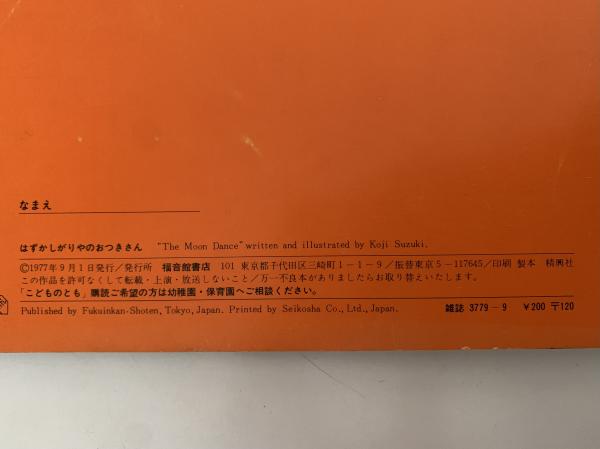 なまえ
はずかしがりやのおつきさん "The Moon Dance" written and illustrated by Koji Suzuki.
©1977年9月1日発行／発行所 福音館書店 101 東京都千代田区三崎町1-1-9／振替東京5-117645／印刷 製本 精興社
この作品を許可なくして転載・上演・放送しないこと／万一不良本がありましたらお取り替えいたします。
「こどものとも」購読ご希望の方は幼稚園・保育園へご相談ください。
Published by Fukuinkan-Shoten, Tokyo, Japan. Printed by Seikosha Co., Ltd., Japan. 雑誌 3779-9 ¥200 〒120